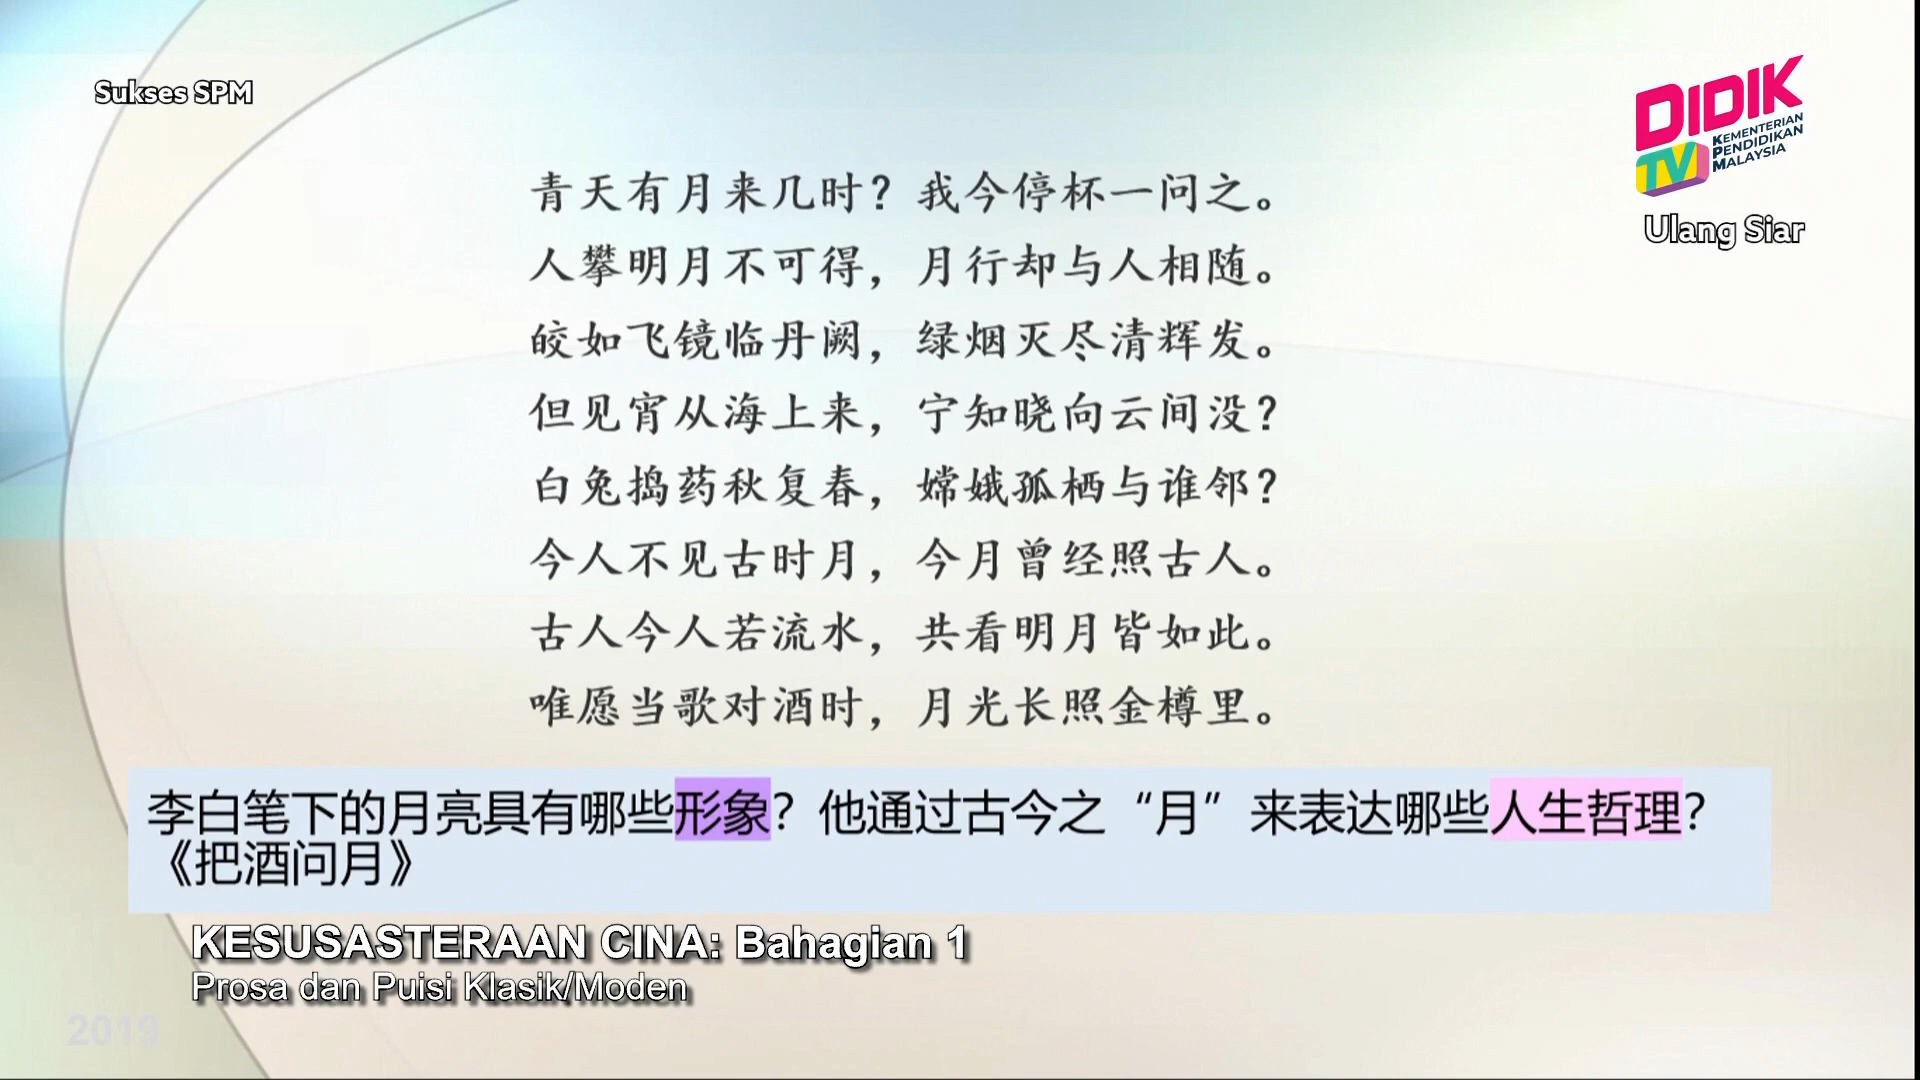 Sukses SPM
DIDIK
TV
KEMENTERIAN
PENDIDIKAN
MALAYSIA
Ulang Siar
青天有月来几时？我今停杯一问之。
人攀明月不可得，月行却与人相随。
皎如飞镜临丹阙，绿烟灭尽清辉发。
但见宵从海上来，宁知晓向云间没？
白兔捣药秋复春，嫦娥孤栖与谁邻？
今人不见古时月，今月曾经照古人。
古人今人若流水，共看明月皆如此。
唯愿当歌对酒时，月光长照金樽里。
李白笔下的月亮具有哪些形象？他通过古今之“月”来表达哪些人生哲理？
《把酒问月》
KESUSASTERAAN CINA: Bahagian 1
Prosa dan Puisi Klasik/Moden
2019